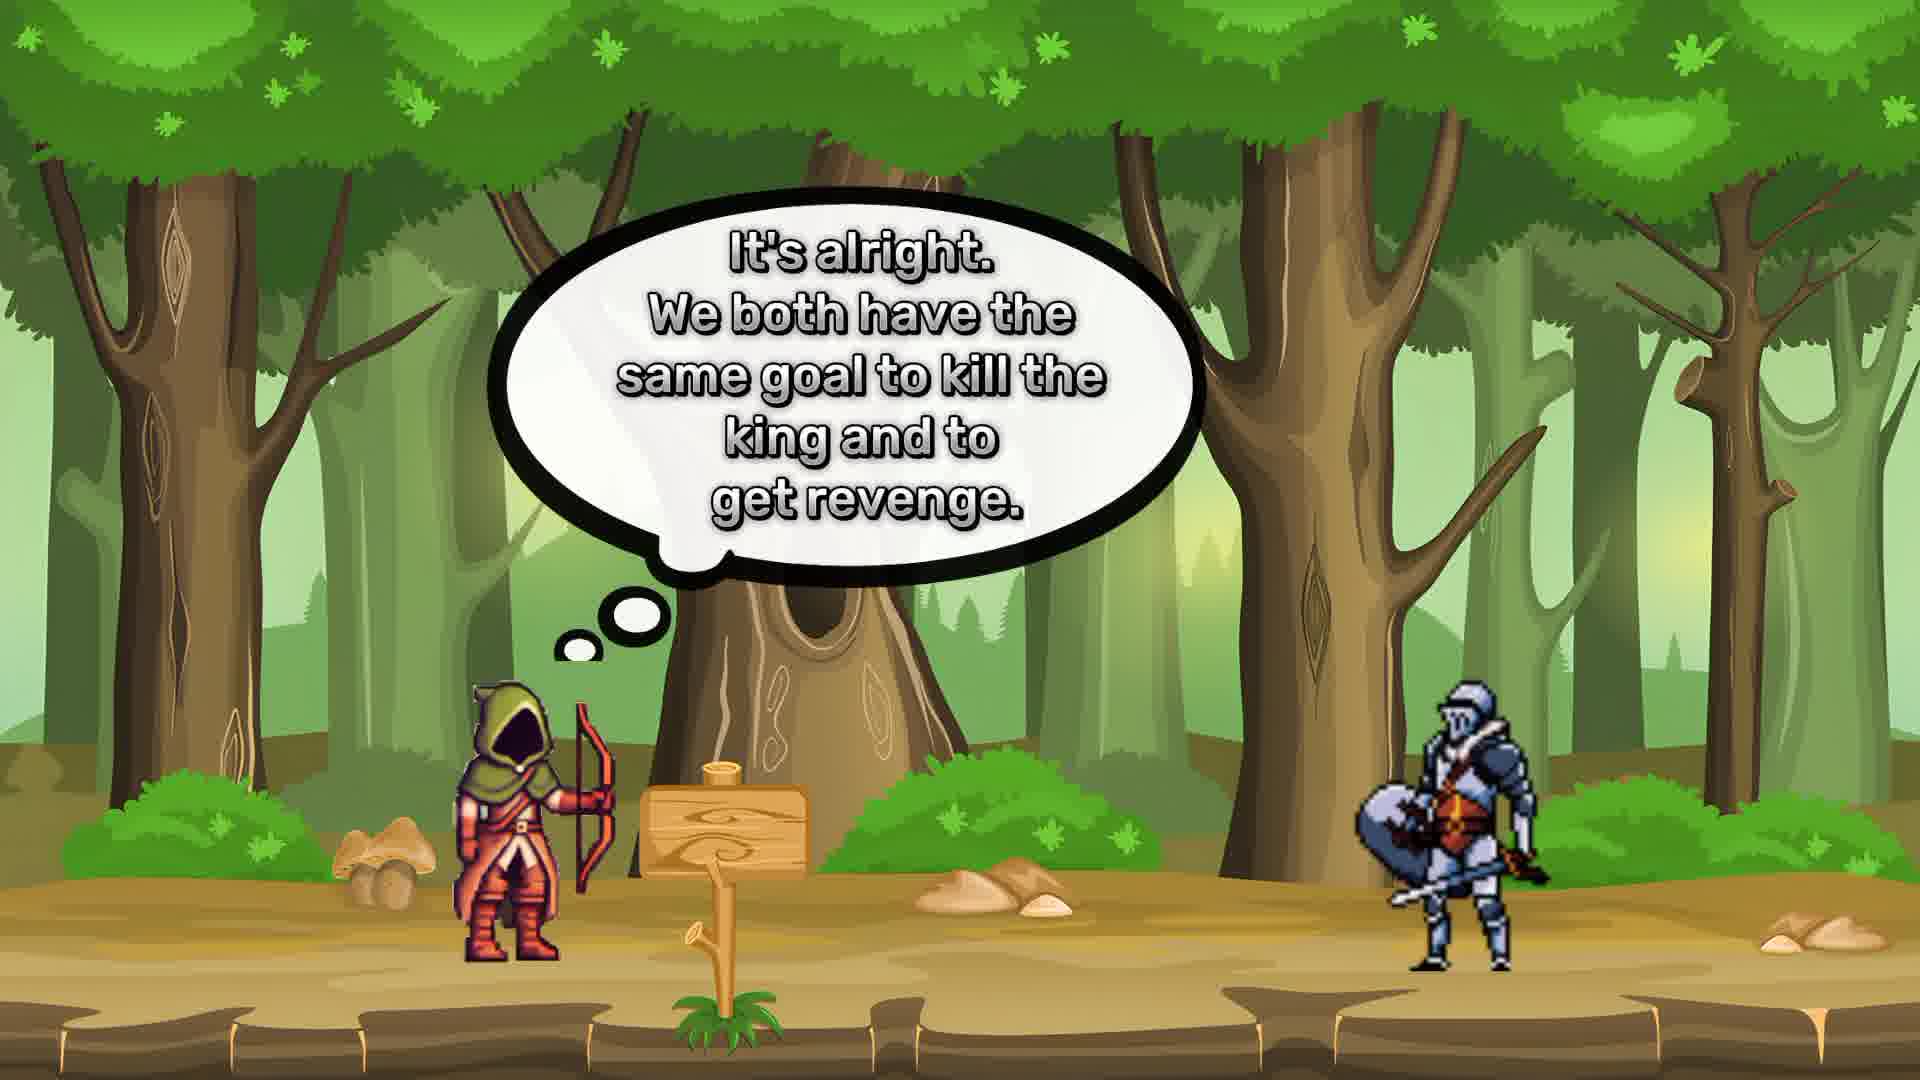 It's alright.
We both have the
same goal to kill the
king and to
get revenge.